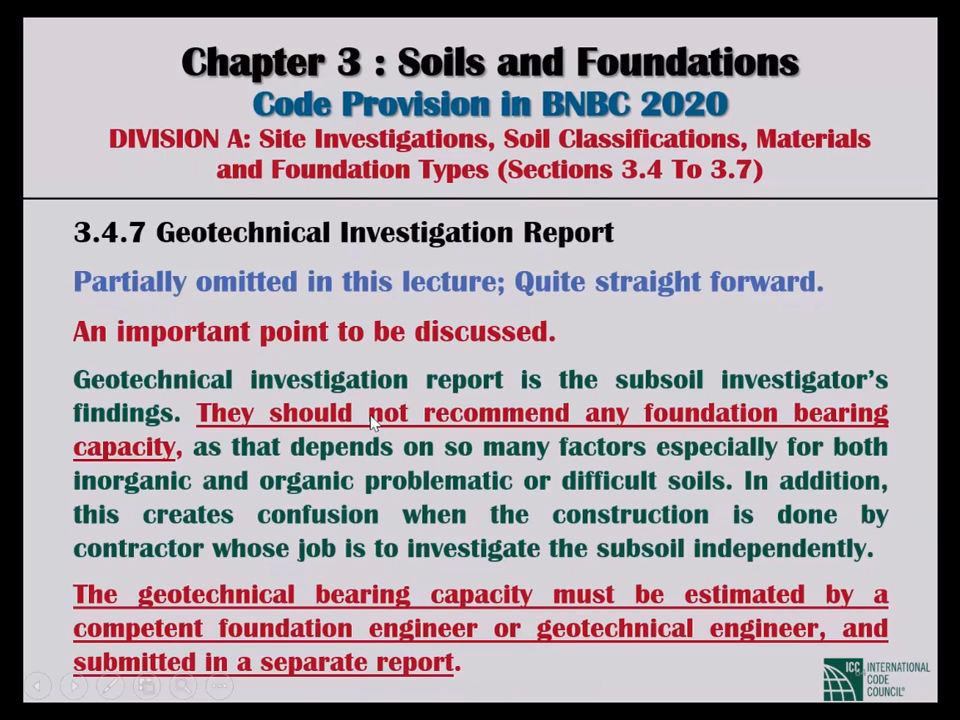 Chapter 3 : Soils and Foundations
Code Provision in BNBC 2020
DIVISION A: Site Investigations, Soil Classifications, Materials
and Foundation Types (Sections 3.4 To 3.7)
3.4.7 Geotechnical Investigation Report
Partially omitted in this lecture; Quite straight forward.
An important point to be discussed.
Geotechnical investigation report is the subsoil investigator's
findings. They should not recommend any foundation bearing
capacity, as that depends on so many factors especially for both
inorganic and organic problematic or difficult soils. In addition,
this creates confusion when the construction is done by
contractor whose job is to investigate the subsoil independently.
The geotechnical bearing capacity must be estimated by a
competent foundation engineer or geotechnical engineer, and
submitted in a separate report.
ICC INTERNATIONAL
CODE
COUNCIL®